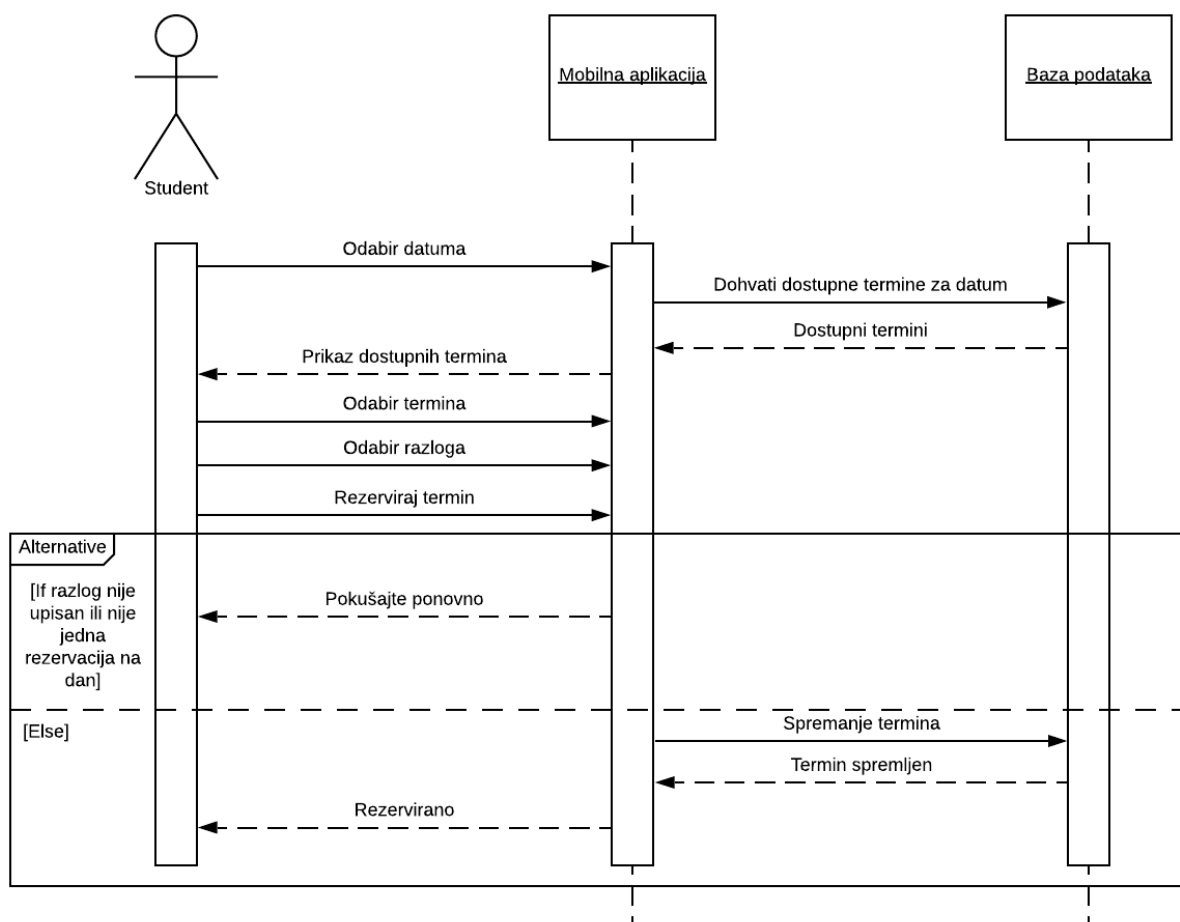 Mobilna aplikacija
Baza podataka
Student
Odabir datuma
Dohvati dostupne termine za datum
Dostupni termini
Prikaz dostupnih termina
Odabir termina
Odabir razloga
Rezerviraj termin
Alternative
[If razlog nije
upisan ili nije
jedna
rezervacija na
dan]
Pokušajte ponovno
[Else]
Spremanje termina
Termin spremljen
Rezervirano